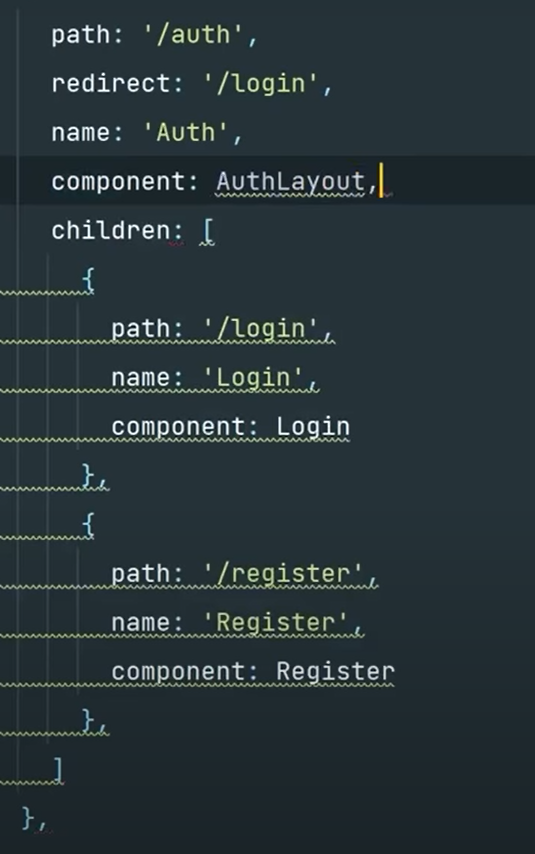 path: '/auth',
redirect: '/login',
name: 'Auth',
component: AuthLayout,
children: [
{
path: '/login',
name: 'Login',
component: Login
},
{
path: '/register',
name: 'Register',
component: Register
},
]
},